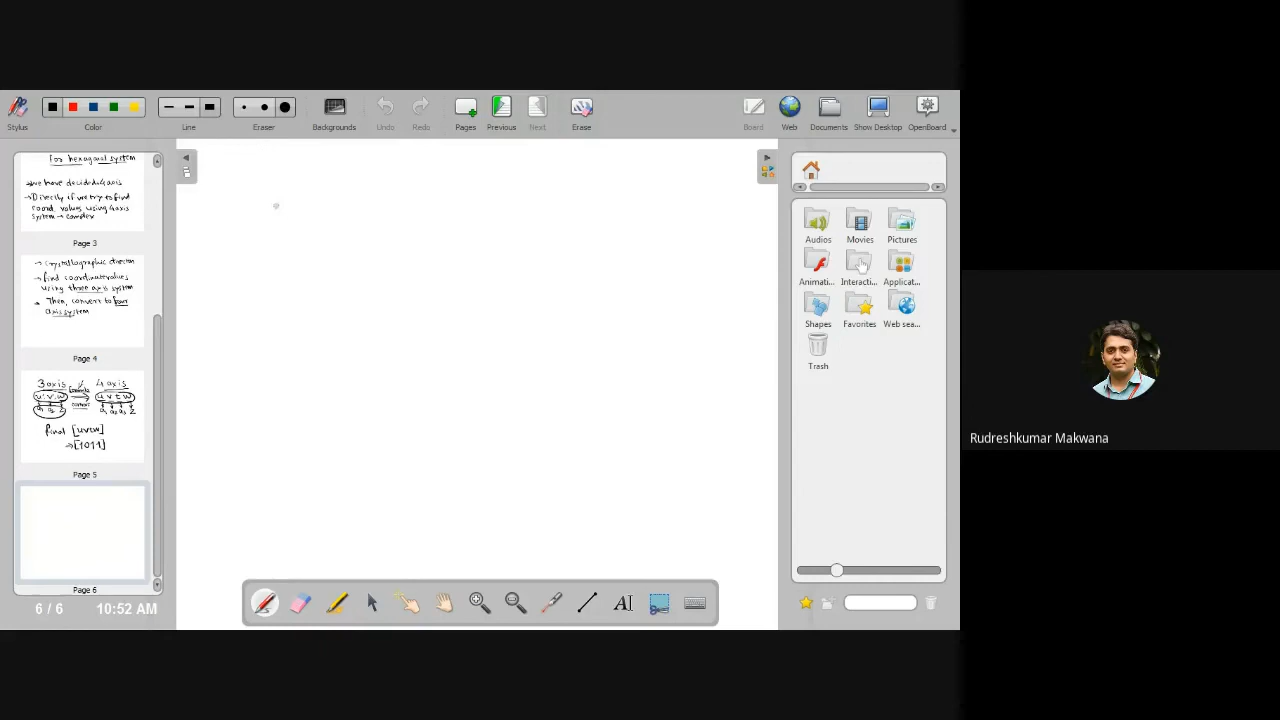 Stylus
Color
Line
Eraser
Backgrounds
Undo
Redo
Pages
Previous
Next
Erase
Board
Web
Documents
Show Desktop
OpenBoard
for hexagonal system
→we have decided 4 axis
→Directly if we try to find
coord. values using 4 axis
system → complex
Page 3
→ Crystallographic direction
→ find coordinate values
using three axis system
→ Then, convert to four
axis system
Page 4
3 axis
4 axis
u v t w
find [uvtw]
→[1011]
Page 5
Page 6
6 / 6
10:52 AM
Audios
Movies
Pictures
Animati...
Interacti...
Applicat...
Shapes
Favorites
Web sea...
Trash
Rudreshkumar Makwana